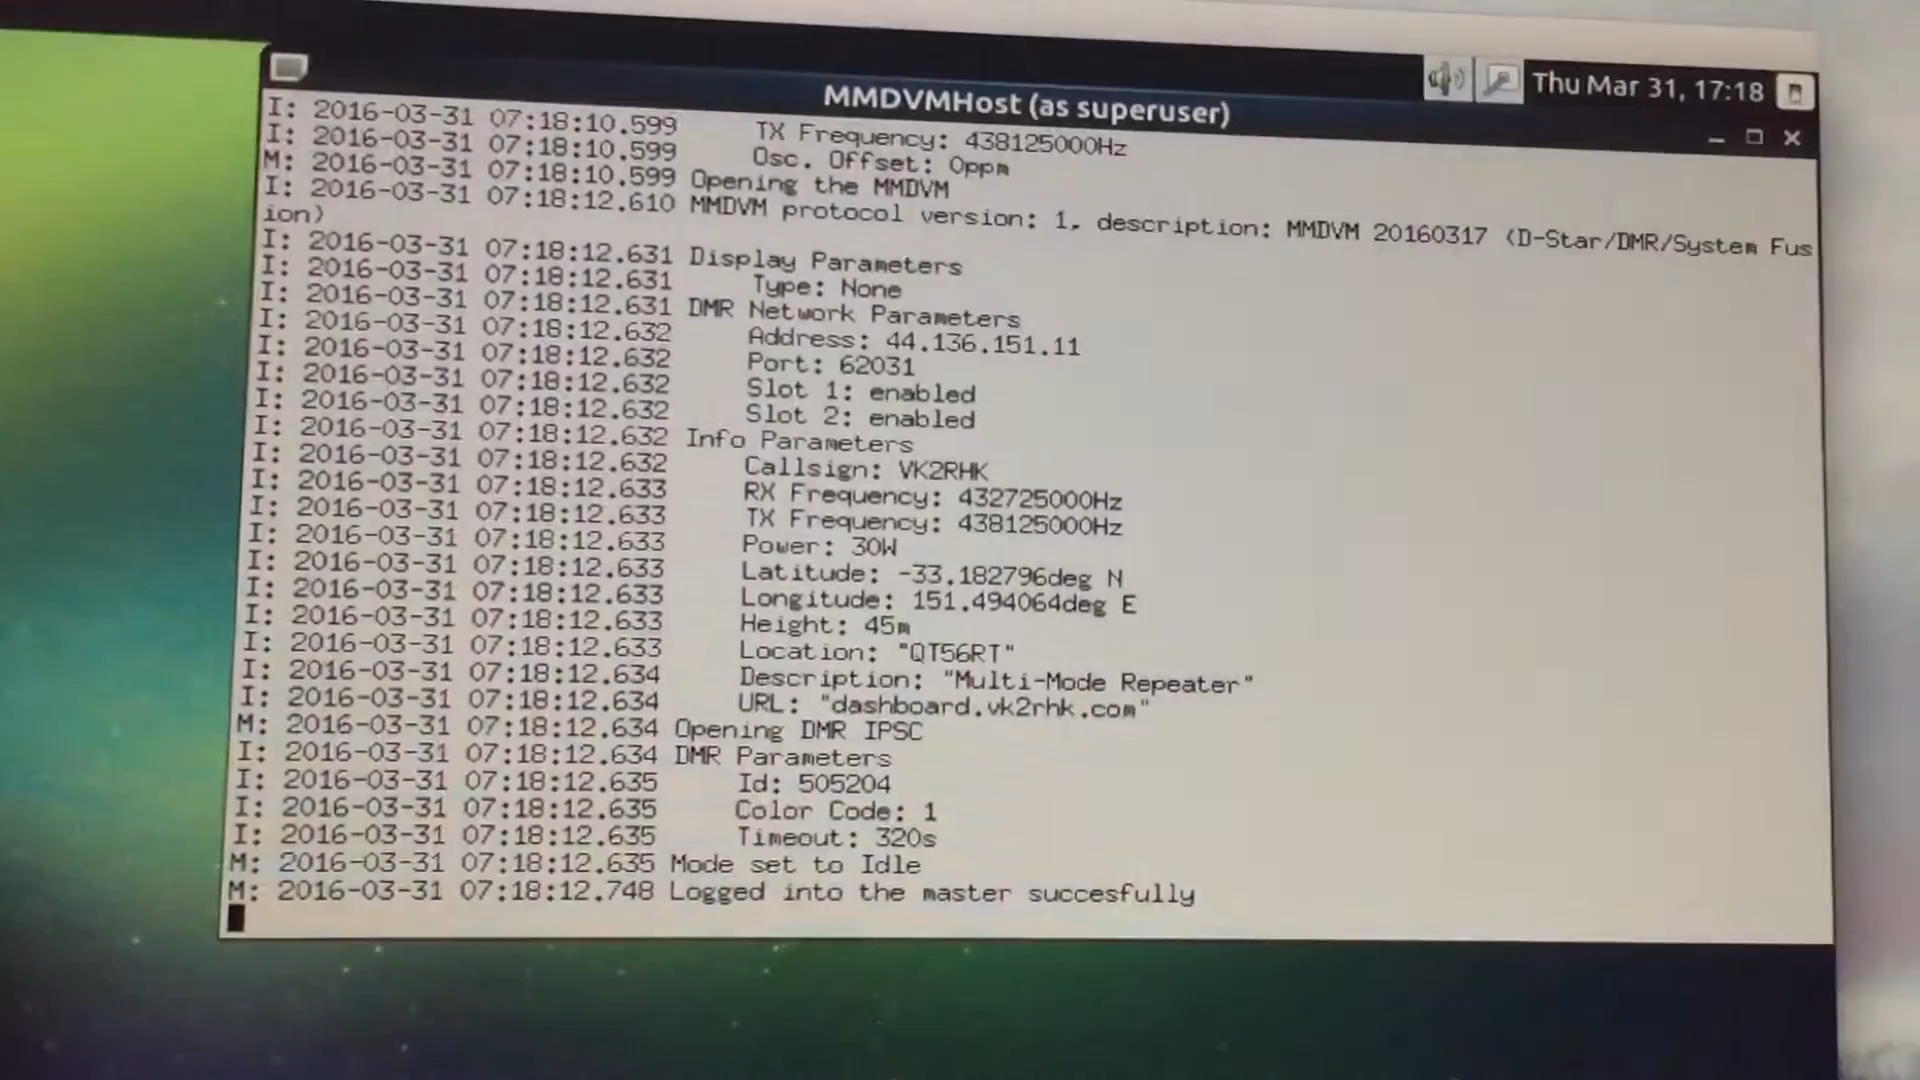 Thu Mar 31, 17:18
MMDVMHost (as superuser)
I: 2016-03-31 07:18:10.599 TX Frequency: 438125000Hz
I: 2016-03-31 07:18:10.599 Osc. Offset: 0ppm
M: 2016-03-31 07:18:10.599 Opening the MMDVM
I: 2016-03-31 07:18:12.610 MMDVM protocol version: 1, description: MMDVM 20160317 (D-Star/DMR/System Fus
ion)
I: 2016-03-31 07:18:12.631 Display Parameters
I: 2016-03-31 07:18:12.631 Type: None
I: 2016-03-31 07:18:12.631 DMR Network Parameters
I: 2016-03-31 07:18:12.632 Address: 44.136.151.11
I: 2016-03-31 07:18:12.632 Port: 62031
I: 2016-03-31 07:18:12.632 Slot 1: enabled
I: 2016-03-31 07:18:12.632 Slot 2: enabled
I: 2016-03-31 07:18:12.632 Info Parameters
I: 2016-03-31 07:18:12.632 Callsign: VK2RHK
I: 2016-03-31 07:18:12.633 RX Frequency: 432725000Hz
I: 2016-03-31 07:18:12.633 TX Frequency: 438125000Hz
I: 2016-03-31 07:18:12.633 Power: 30W
I: 2016-03-31 07:18:12.633 Latitude: -33.182796deg N
I: 2016-03-31 07:18:12.633 Longitude: 151.494064deg E
I: 2016-03-31 07:18:12.633 Height: 45m
I: 2016-03-31 07:18:12.633 Location: "QT56RT"
I: 2016-03-31 07:18:12.634 Description: "Multi-Mode Repeater"
I: 2016-03-31 07:18:12.634 URL: "dashboard.vk2rhk.com"
M: 2016-03-31 07:18:12.634 Opening DMR IPSC
I: 2016-03-31 07:18:12.634 DMR Parameters
I: 2016-03-31 07:18:12.635 Id: 505204
I: 2016-03-31 07:18:12.635 Color Code: 1
I: 2016-03-31 07:18:12.635 Timeout: 320s
M: 2016-03-31 07:18:12.635 Mode set to Idle
M: 2016-03-31 07:18:12.748 Logged into the master succesfully